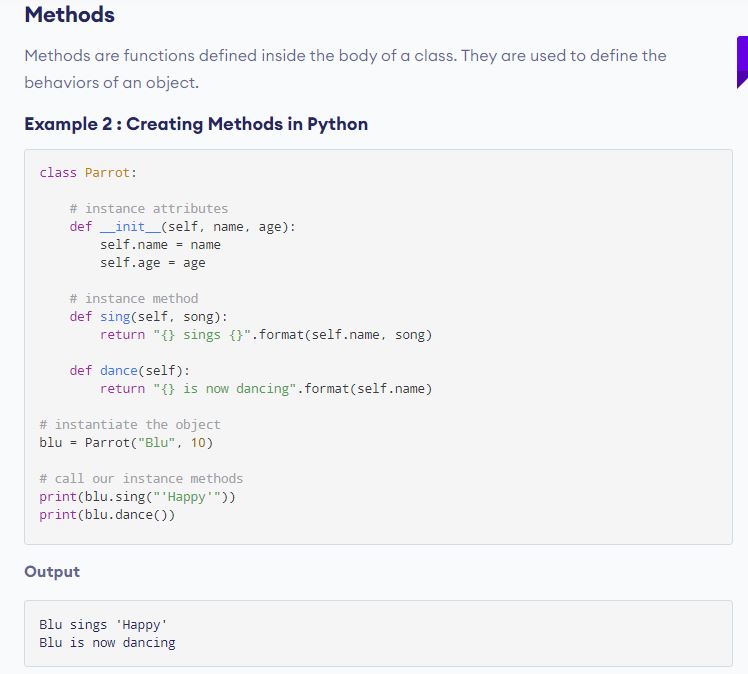 Methods
Methods are functions defined inside the body of a class. They are used to define the
behaviors of an object.
Example 2 : Creating Methods in Python
class Parrot:
    # instance attributes
    def __init__(self, name, age):
        self.name = name
        self.age = age
    # instance method
    def sing(self, song):
        return "{} sings {}".format(self.name, song)
    def dance(self):
        return "{} is now dancing".format(self.name)
# instantiate the object
blu = Parrot("Blu", 10)
# call our instance methods
print(blu.sing("'Happy'"))
print(blu.dance())
Output
Blu sings 'Happy'
Blu is now dancing